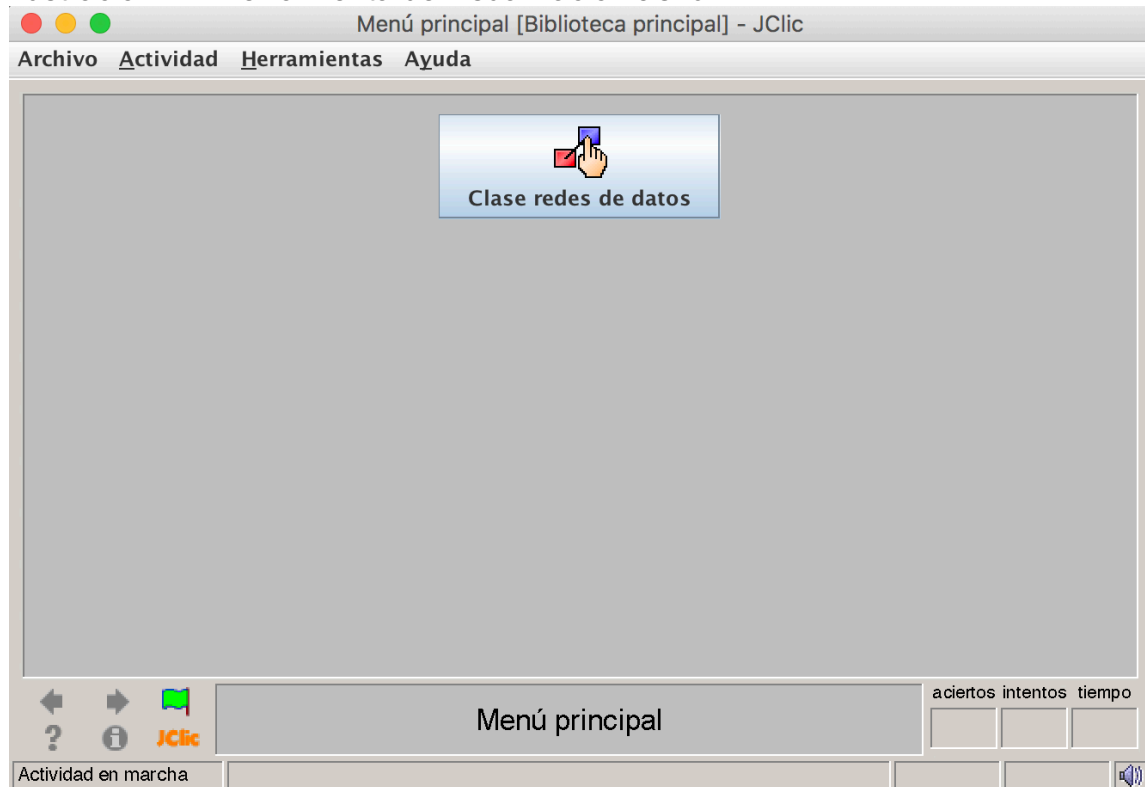 Menú principal [Biblioteca principal] - JClic
Archivo Actividad Herramientas Ayuda
Clase redes de datos
aciertos intentos tiempo
Menú principal
JClic
Actividad en marcha